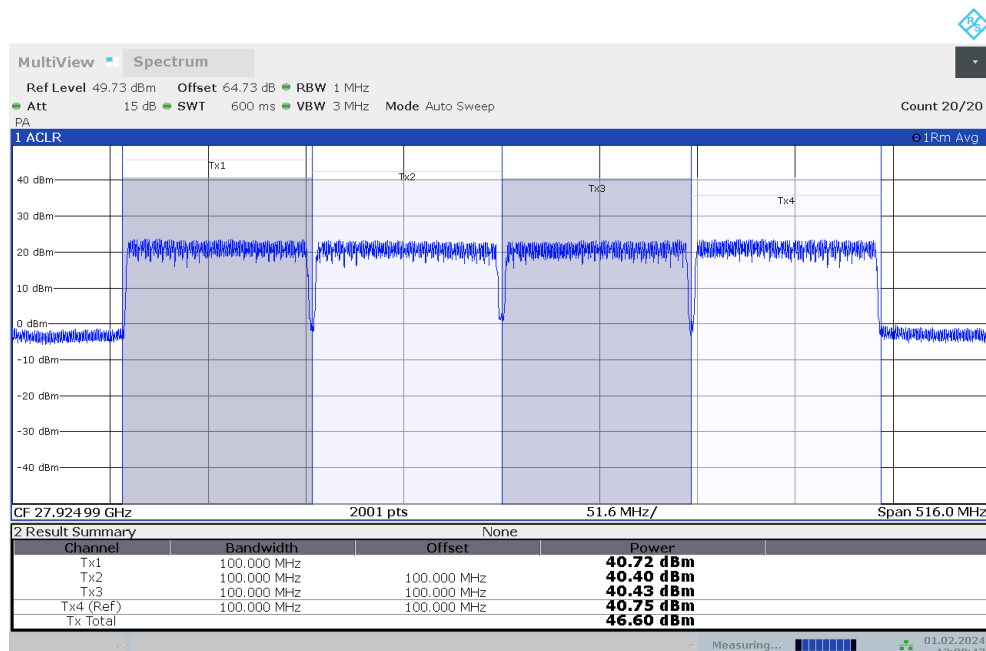 R&S
MultiView Spectrum
Ref Level 49.73 dBm Offset 64.73 dB RBW 1 MHz
Att 15 dB SWT 600 ms VBW 3 MHz Mode Auto Sweep Count 20/20
PA
1 ACLR 1Rm Avg
Tx1
Tx2
Tx3
Tx4
40 dBm
30 dBm
20 dBm
10 dBm
0 dBm
-10 dBm
-20 dBm
-30 dBm
-40 dBm
CF 27.92499 GHz 2001 pts 51.6 MHz/ Span 516.0 MHz
2 Result Summary None
Channel Bandwidth Offset Power
Tx1 100.000 MHz 40.72 dBm
Tx2 100.000 MHz 100.000 MHz 40.40 dBm
Tx3 100.000 MHz 100.000 MHz 40.43 dBm
Tx4 (Ref) 100.000 MHz 100.000 MHz 40.75 dBm
Tx Total 46.60 dBm
Measuring... 01.02.2024